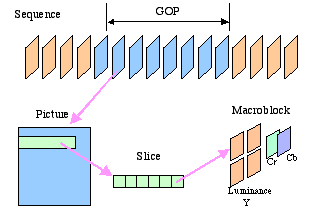 GOP
Sequence
Picture
Macroblock
Slice
Cr
Cb
Luminance
Y